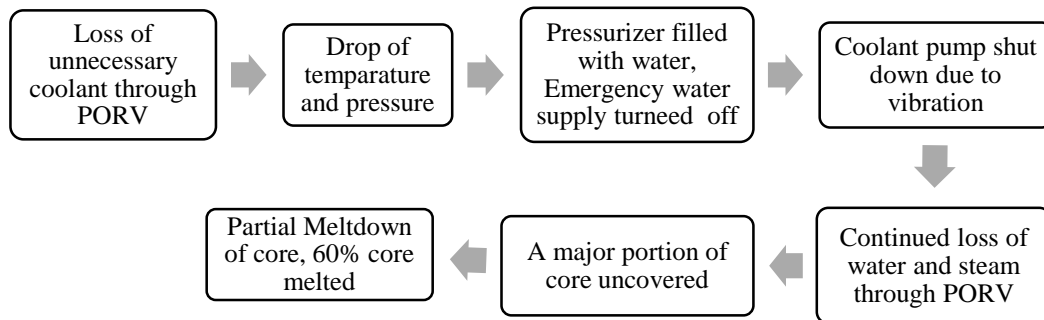 Loss of
unnecessary
coolant through
PORV
Drop of
temparature
and pressure
Pressurizer filled
with water,
Emergency water
supply turneed off
Coolant pump shut
down due to
vibration
Continued loss of
water and steam
through PORV
A major portion of
core uncovered
Partial Meltdown
of core, 60% core
melted